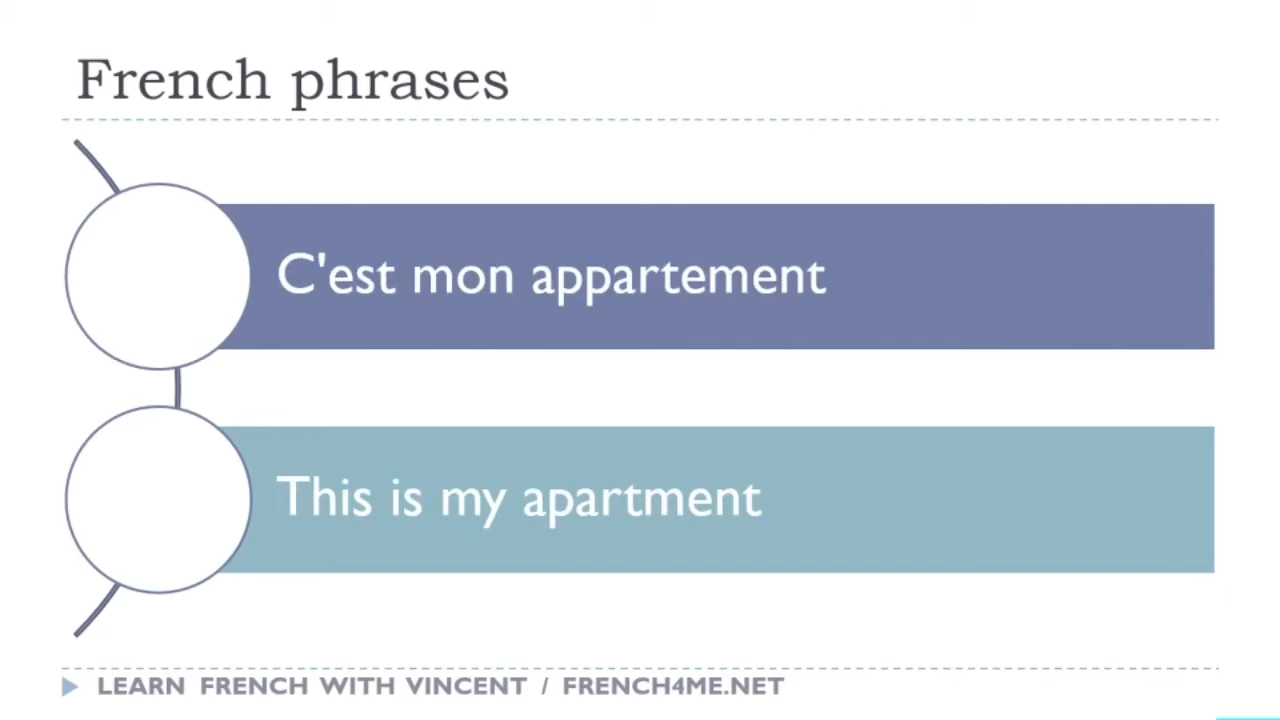 French phrases
C'est mon appartement
This is my apartment
LEARN FRENCH WITH VINCENT / FRENCH4ME.NET